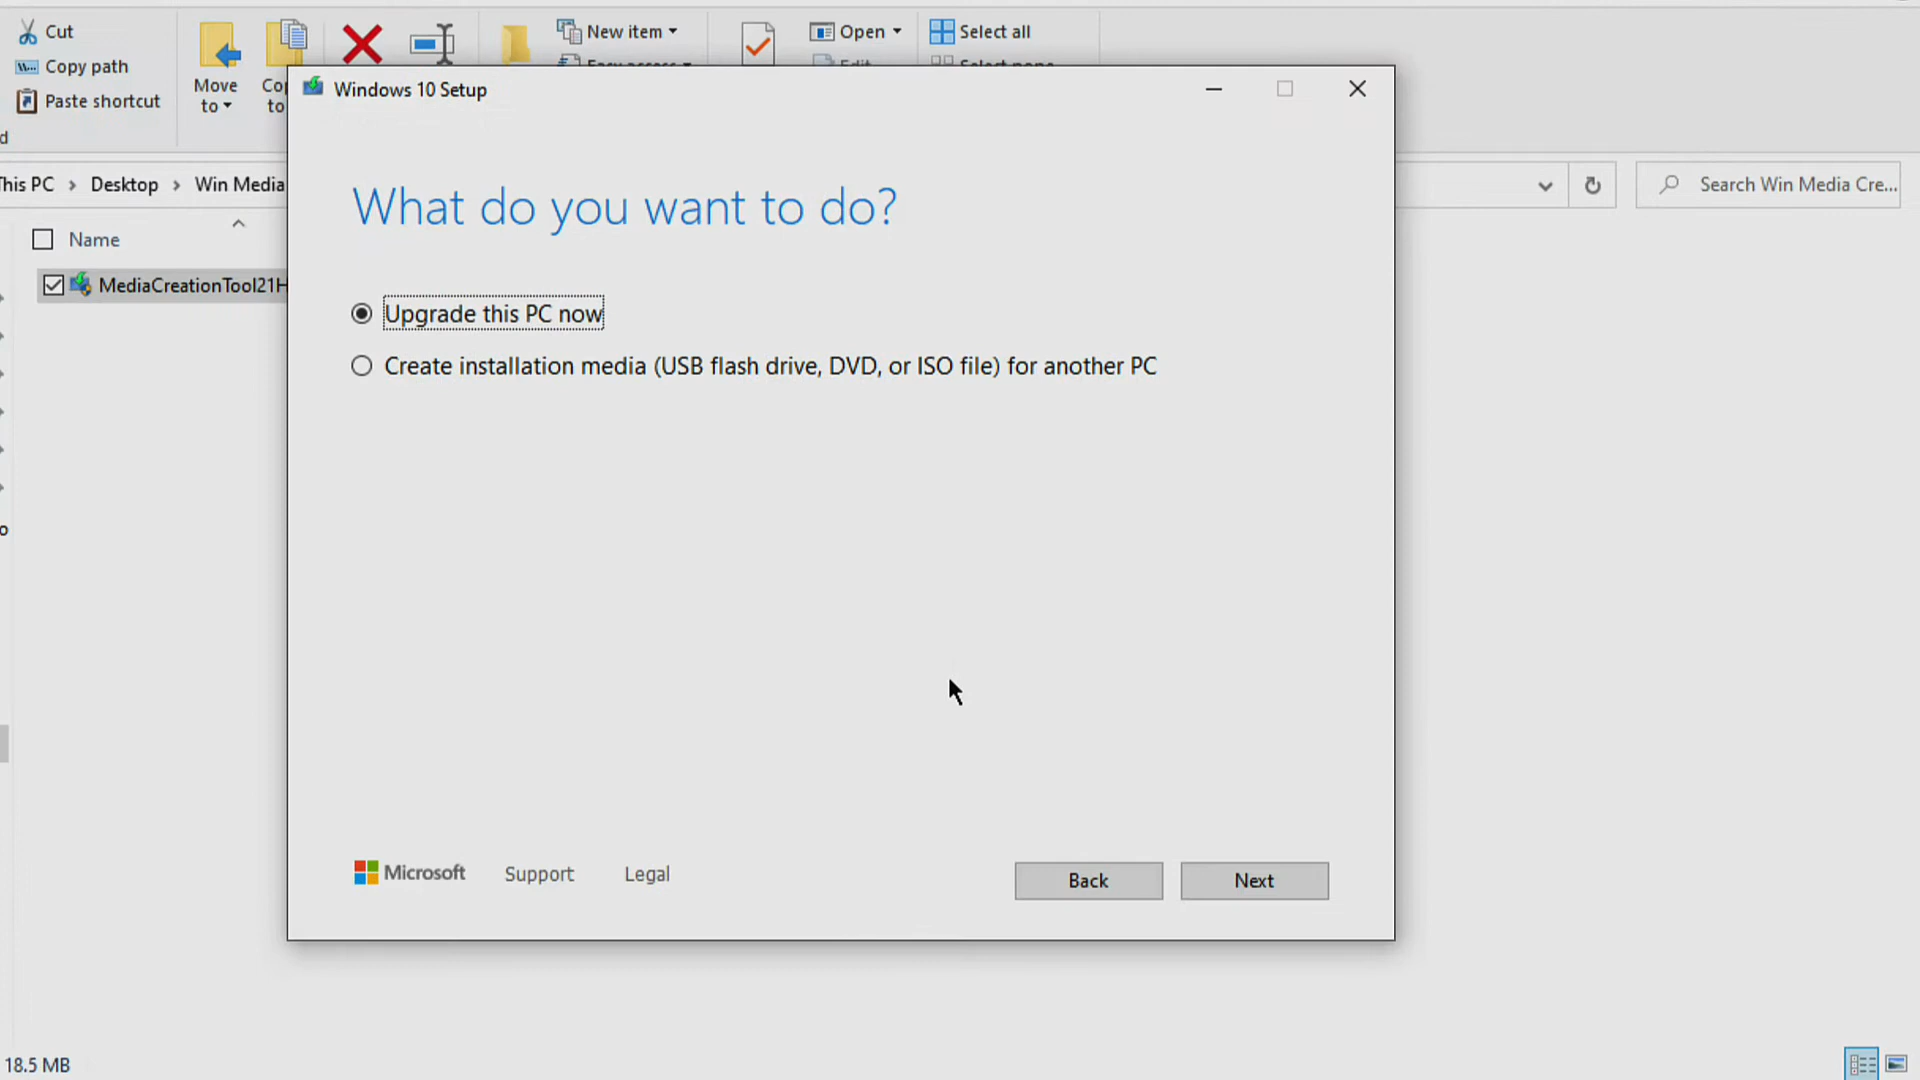 Cut
Copy path
Paste shortcut
Move
to
to
New item
Open
Select all
Windows 10 Setup
This PC > Desktop > Win Media
Search Win Media Cre...
Name
MediaCreationTool21H
What do you want to do?
Upgrade this PC now
Create installation media (USB flash drive, DVD, or ISO file) for another PC
Microsoft
Support
Legal
Back
Next
18.5 MB